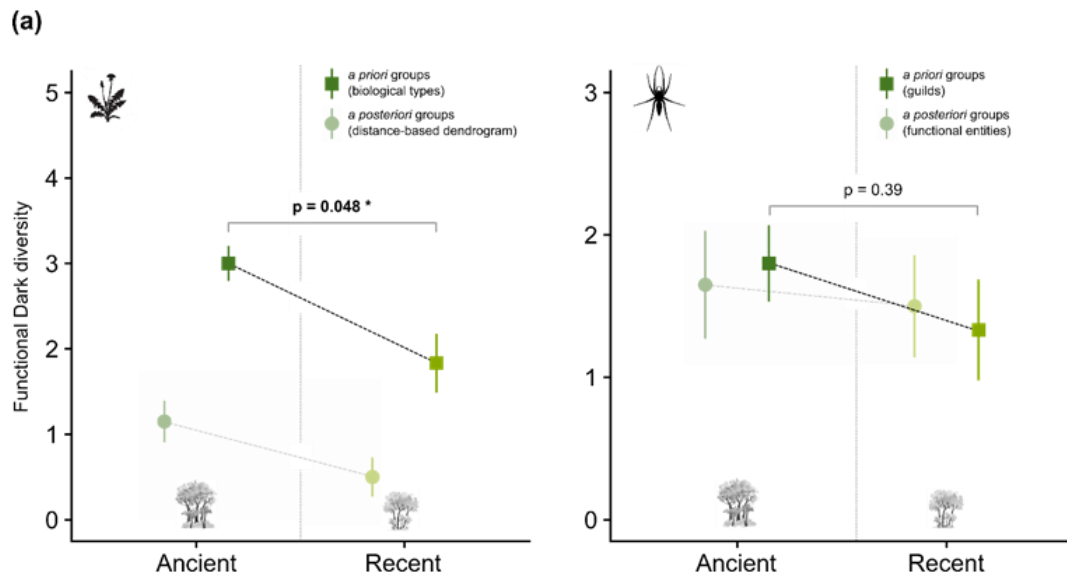 (a)
Functional Dark diversity
5
4
3
2
1
0
a priori groups
(biological types)
a posteriori groups
(distance-based dendrogram)
p = 0.048 *
Ancient
Recent
3
2
1
0
a priori groups
(guilds)
a posteriori groups
(functional entities)
p = 0.39
Ancient
Recent